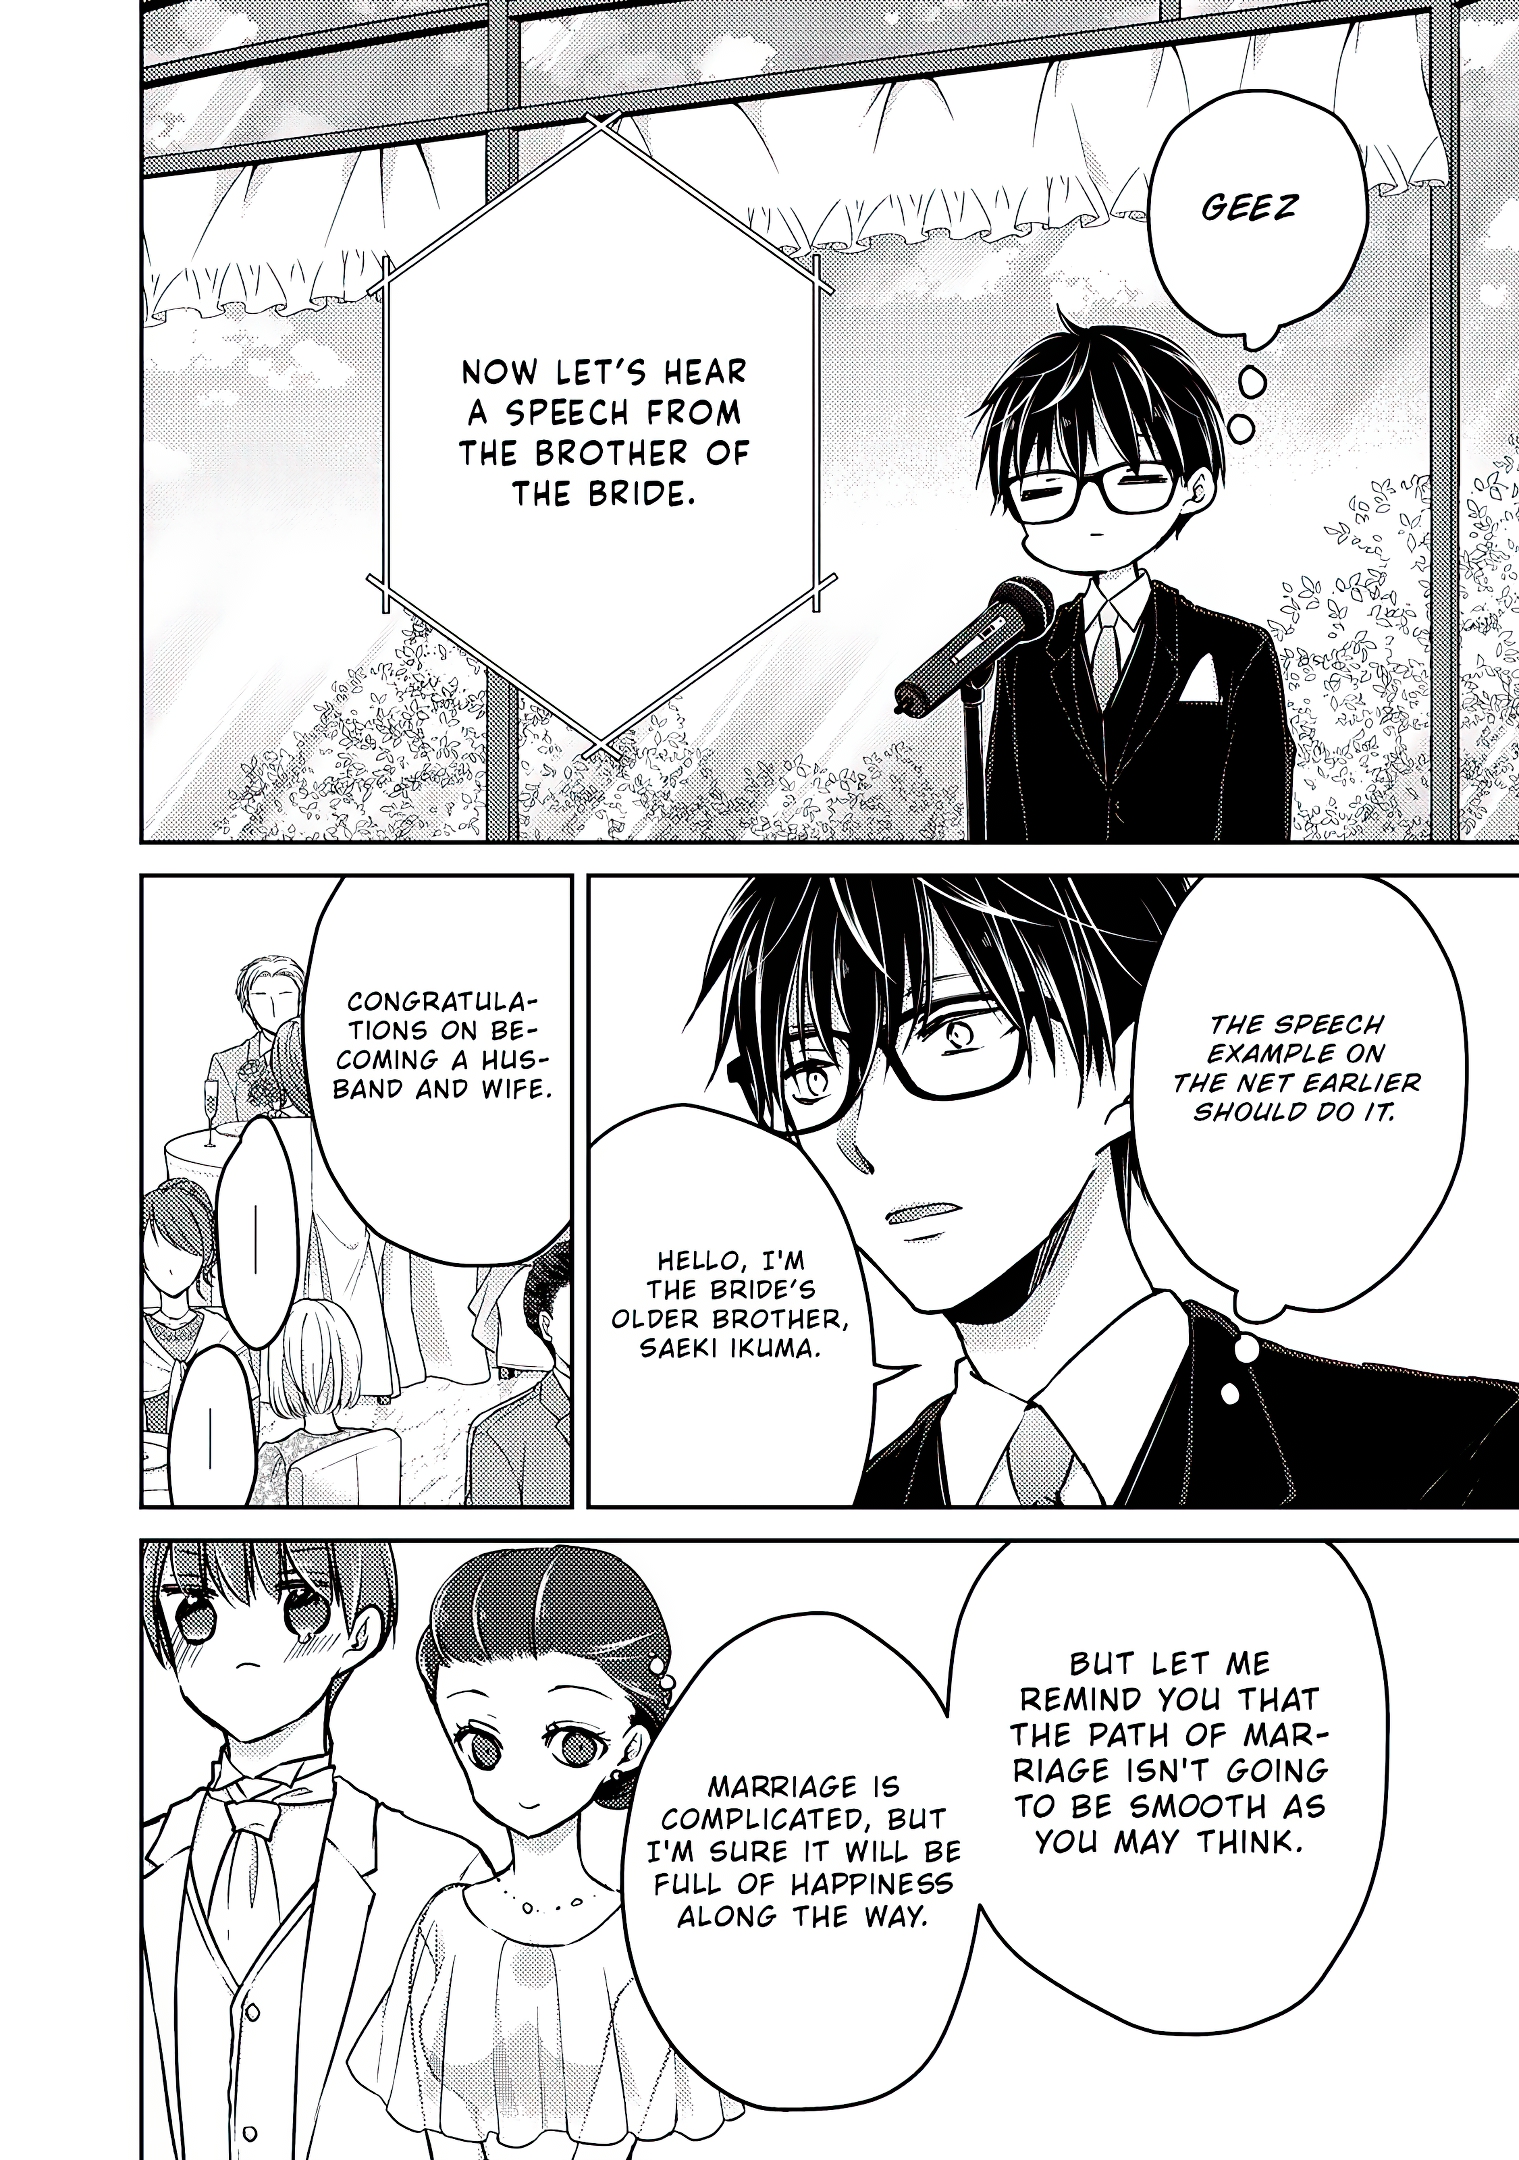 GEEZ
NOW LET'S HEAR
A SPEECH FROM
THE BROTHER OF
THE BRIDE.
THE SPEECH
EXAMPLE ON
THE NET EARLIER
SHOULD DO IT.
HELLO, I'M
THE BRIDE'S
OLDER BROTHER,
SAEKI IKUMA.
CONGRATULA-
TIONS ON BE-
COMING A HUS-
BAND AND WIFE.
BUT LET ME
REMIND YOU THAT
THE PATH OF MAR-
RIAGE ISN'T GOING
TO BE SMOOTH AS
YOU MAY THINK.
MARRIAGE IS
COMPLICATED, BUT
I'M SURE IT WILL BE
FULL OF HAPPINESS
ALONG THE WAY.